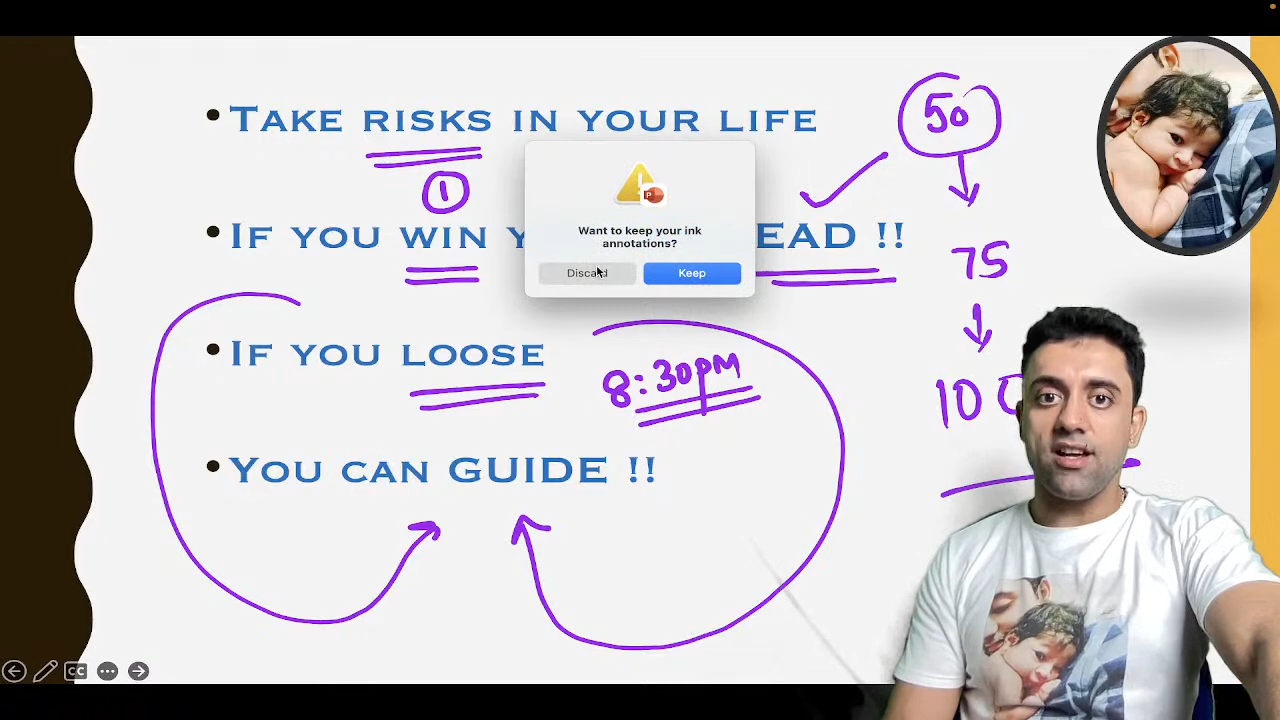 • Take risks in your life
50
①
Want to keep your ink
annotations?
• If you win y EAD !!
Discard
Keep
75
• If you loose
8:30pm
10
• You can GUIDE !!
CC